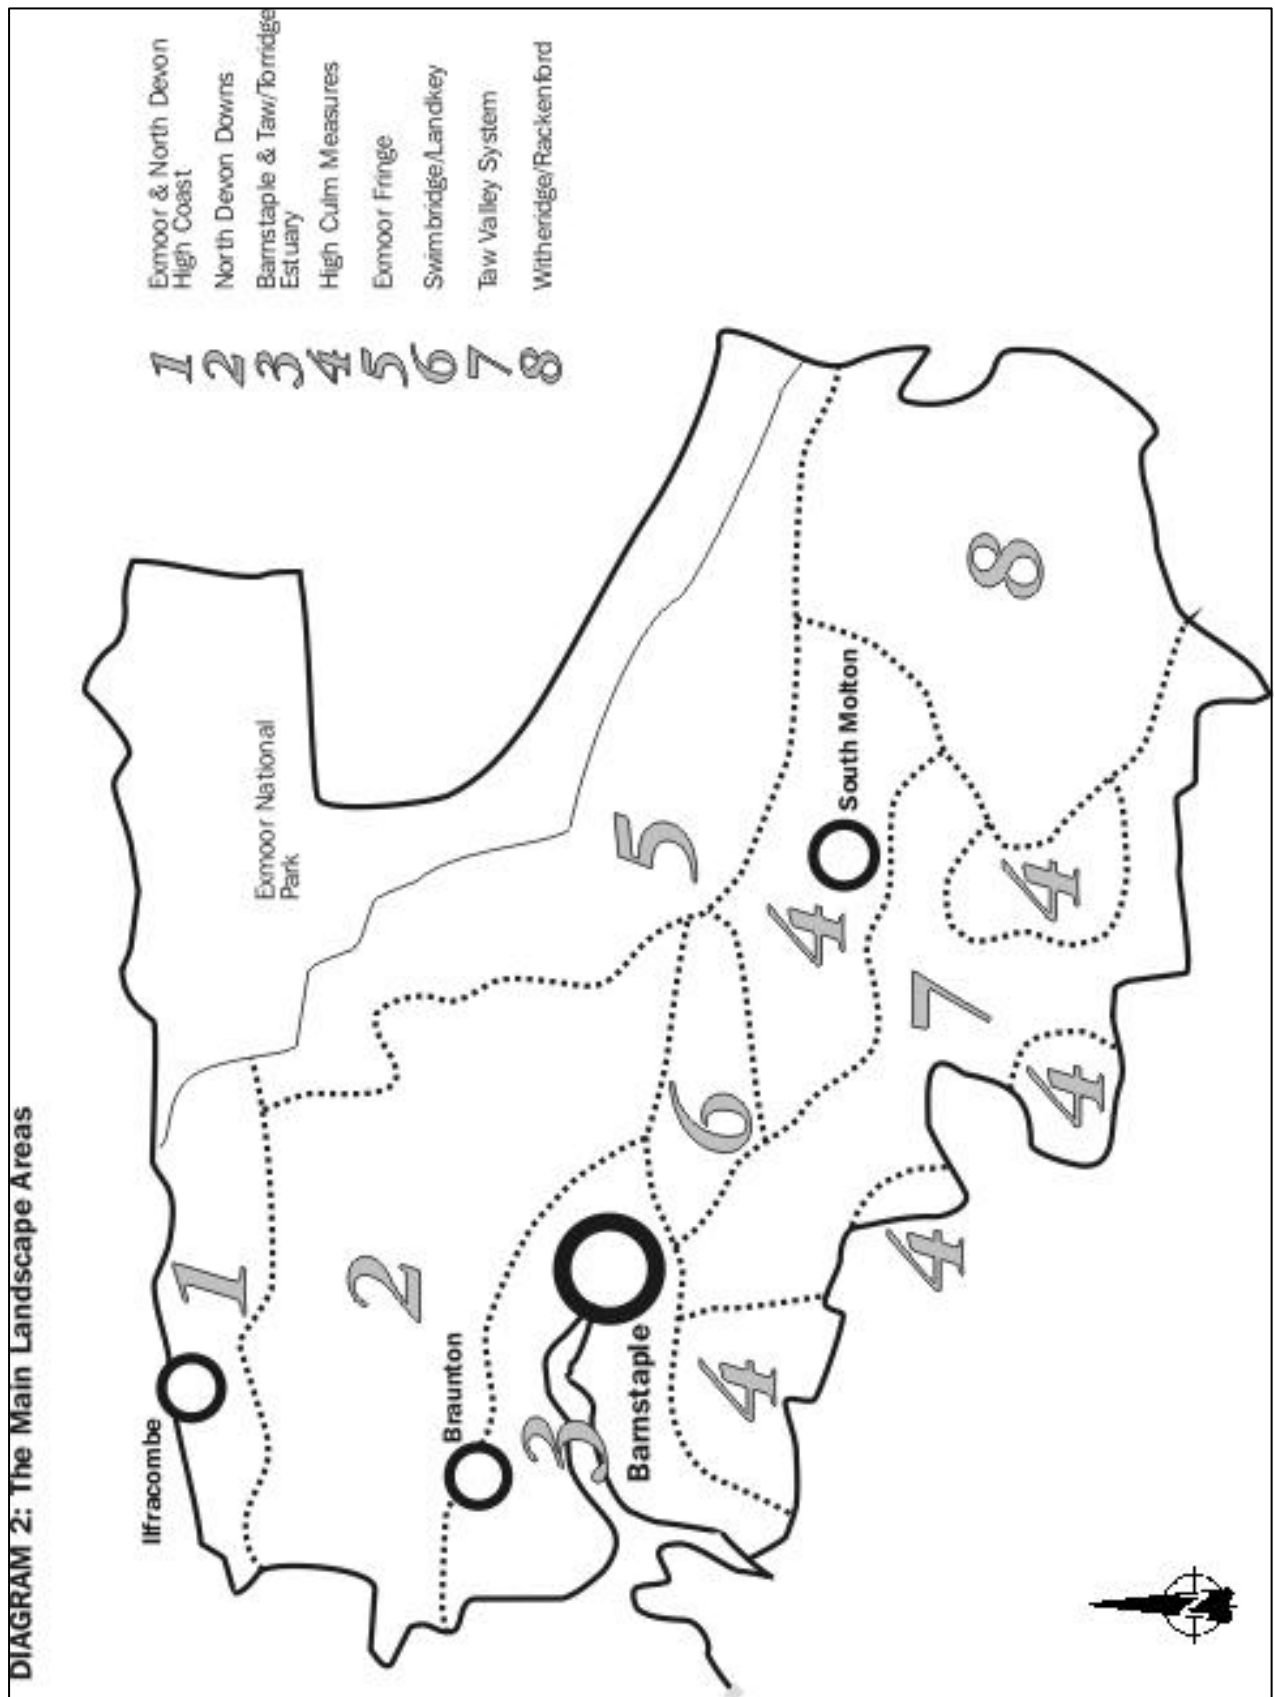 DIAGRAM 2: The Main Landscape Areas
1 Exmoor & North Devon
High Coast
2 North Devon Downs
3 Barnstaple & Taw/Torridge
Estuary
4 High Culm Measures
5 Exmoor Fringe
6 Swimbridge/Landkey
7 Taw Valley System
8 Witheridge/Rackenford
Ilfracombe
1
Exmoor National
Park
2
Braunton
3
Barnstaple
5
6
4
South Molton
4
4
7
4
4
8